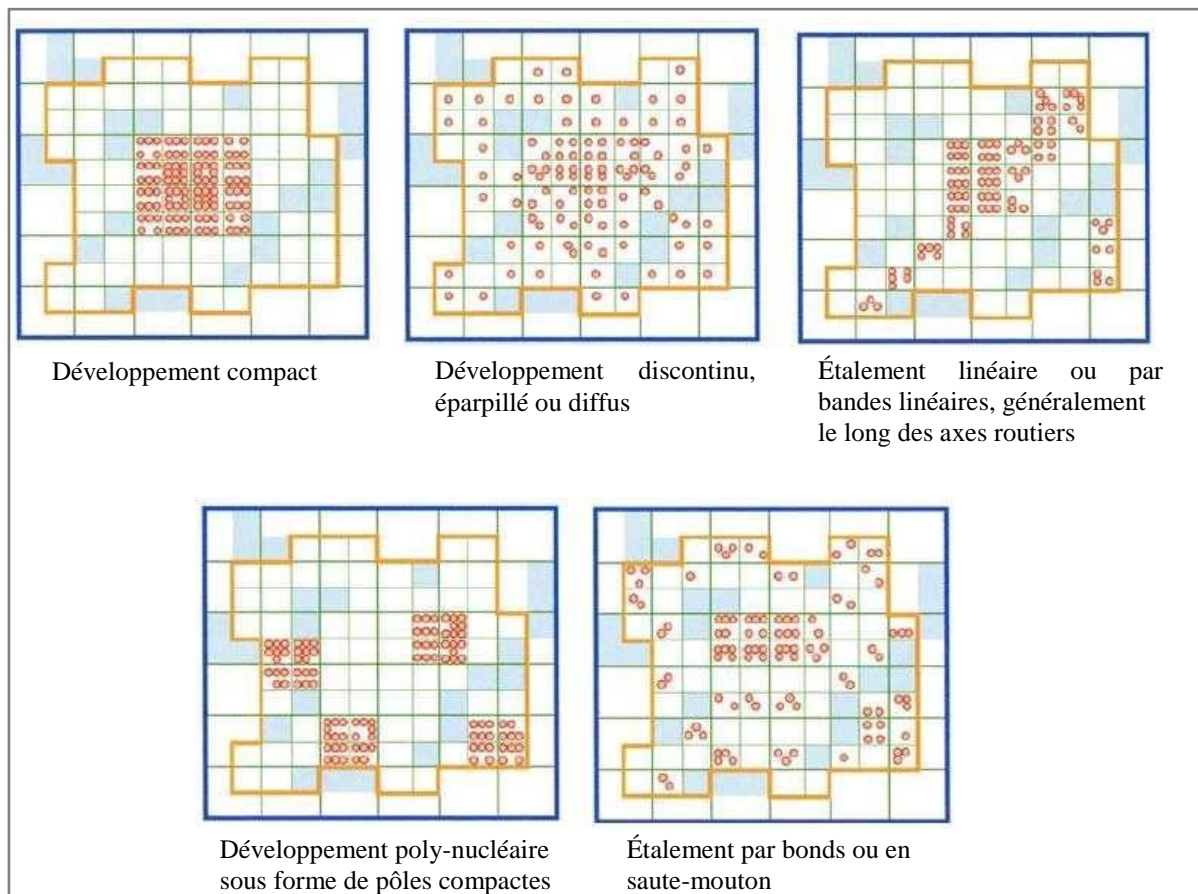 Développement compact
Développement discontinu,
éparpillé ou diffus
Étalement linéaire ou par
bandes linéaires, généralement
le long des axes routiers
Développement poly-nucléaire
sous forme de pôles compactes
Étalement par bonds ou en
saute-mouton